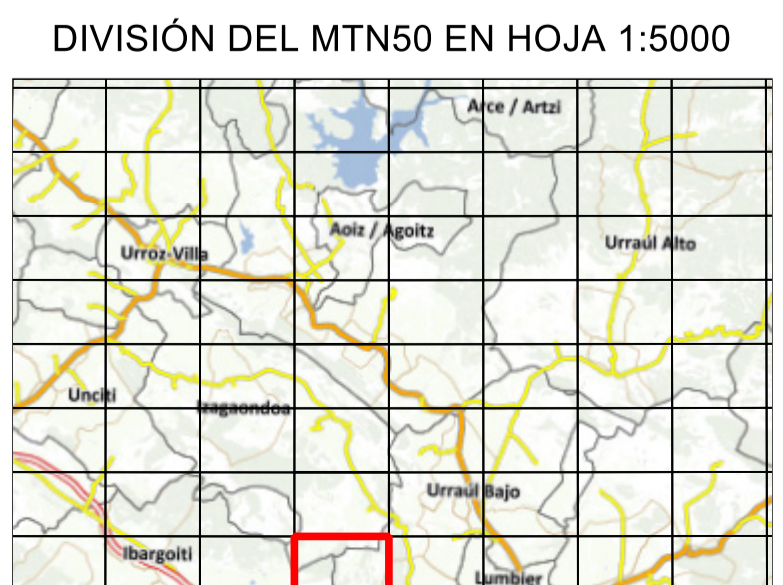 DIVISIÓN DEL MTN50 EN HOJA 1:5000
Arce / Artzi
Aoiz / Agoitz
Urraúl Alto
Urroz-Villa
Unciti
Izagaondoa
Urraúl Bajo
Ibargoiti
Lumbier